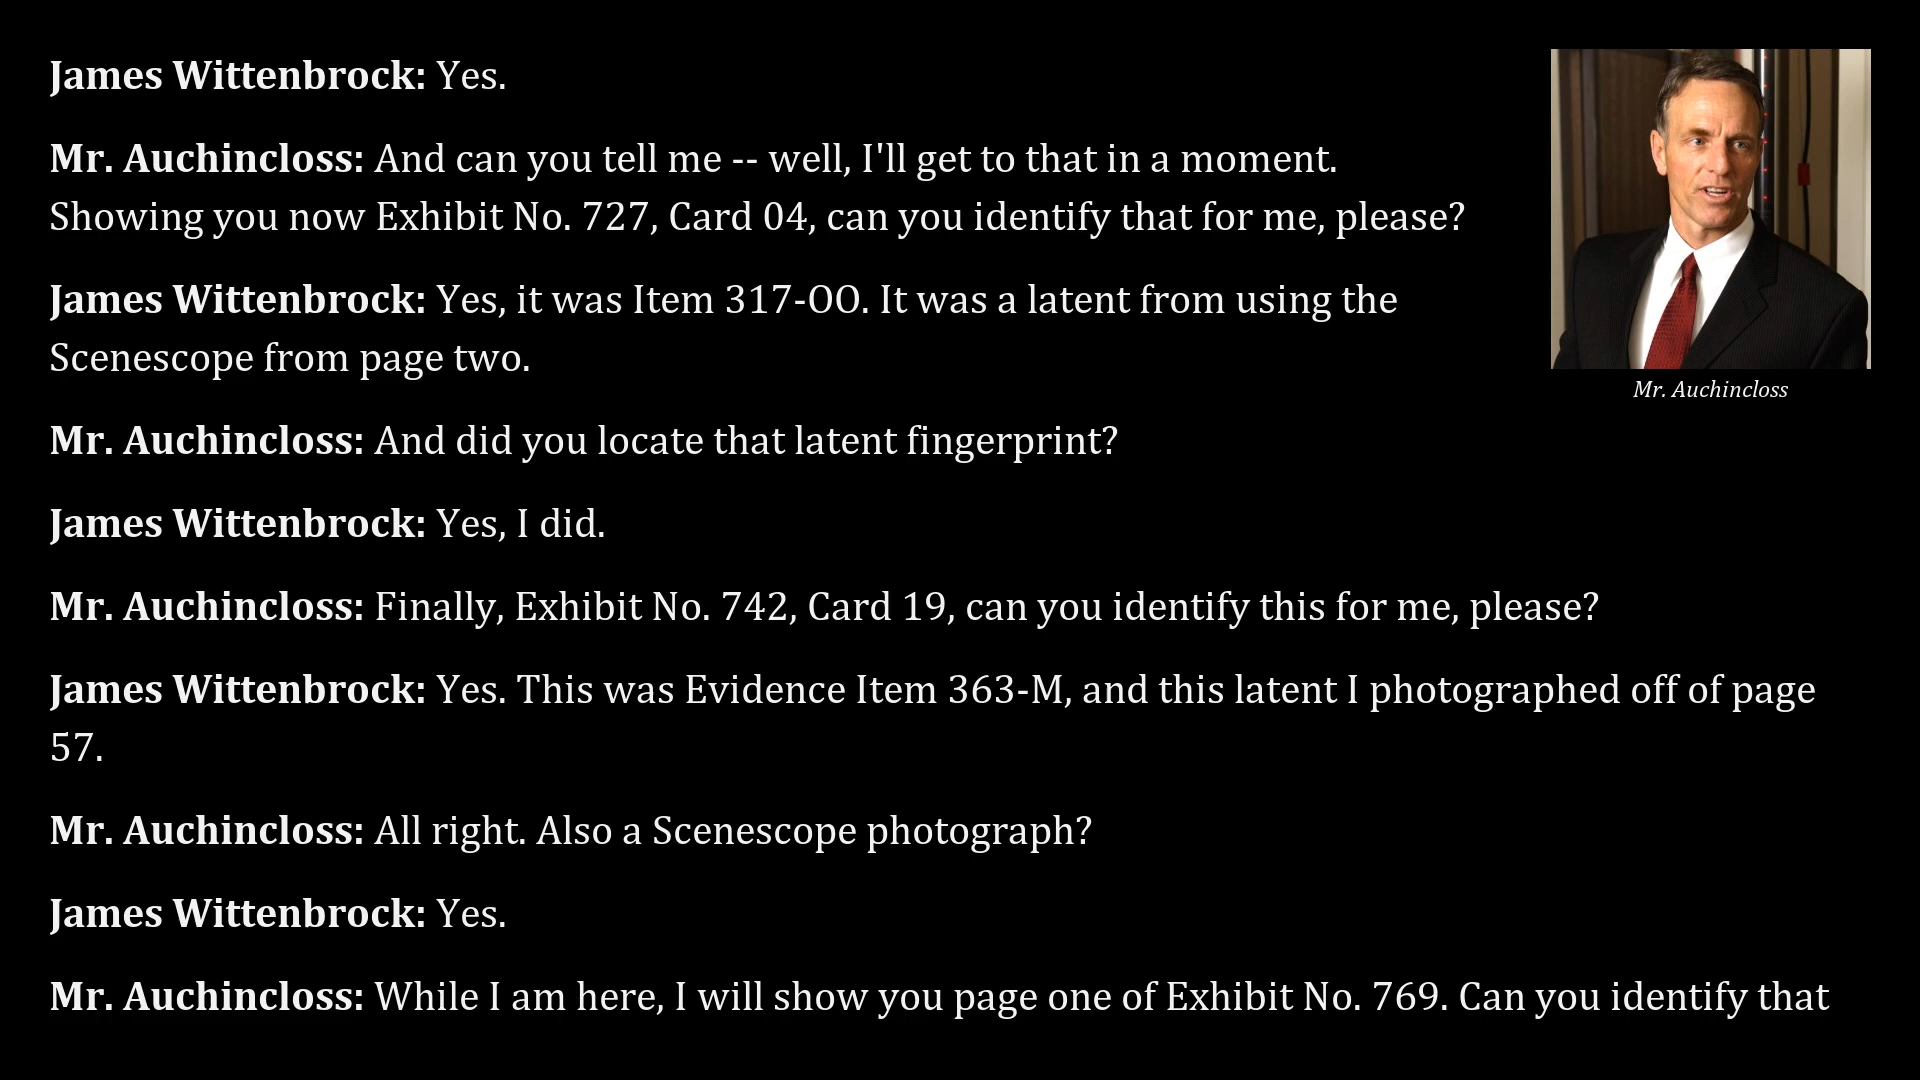 James Wittenbrock: Yes.
Mr. Auchincloss: And can you tell me -- well, I'll get to that in a moment.
Showing you now Exhibit No. 727, Card 04, can you identify that for me, please?
James Wittenbrock: Yes, it was Item 317-OO. It was a latent from using the
Scenescope from page two.
Mr. Auchincloss
Mr. Auchincloss: And did you locate that latent fingerprint?
James Wittenbrock: Yes, I did.
Mr. Auchincloss: Finally, Exhibit No. 742, Card 19, can you identify this for me, please?
James Wittenbrock: Yes. This was Evidence Item 363-M, and this latent I photographed off of page
57.
Mr. Auchincloss: All right. Also a Scenescope photograph?
James Wittenbrock: Yes.
Mr. Auchincloss: While I am here, I will show you page one of Exhibit No. 769. Can you identify that